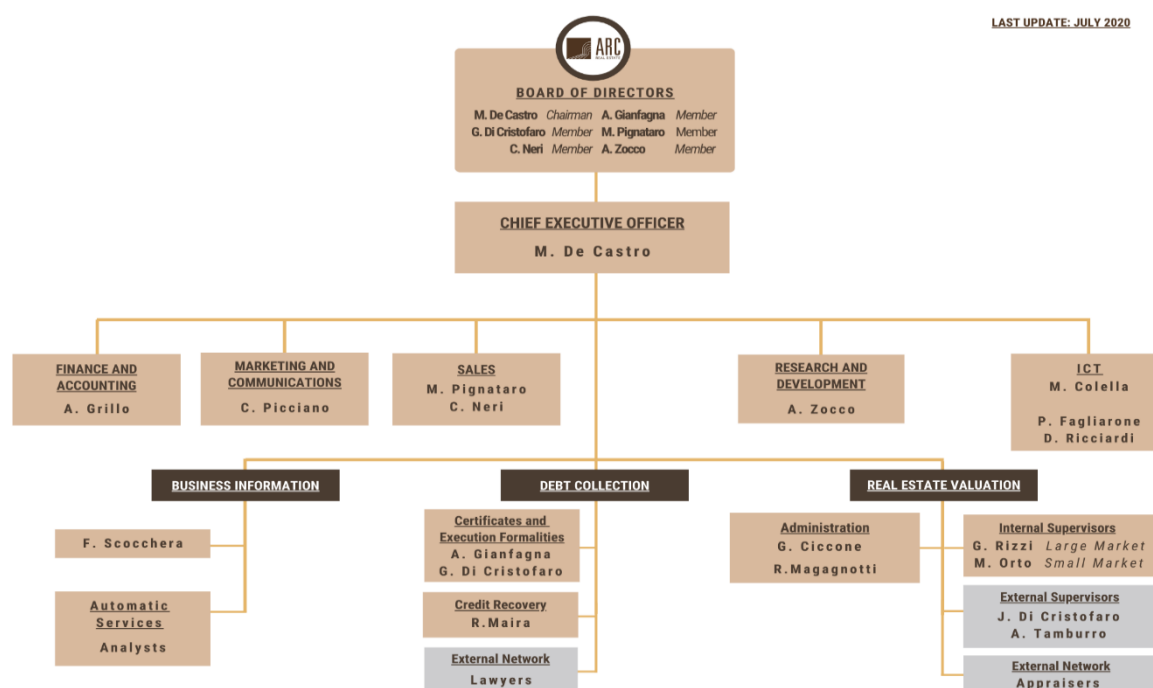 LAST UPDATE: JULY 2020
ARC
REAL ESTATE
BOARD OF DIRECTORS
M. De Castro Chairman A. Gianfagna Member
G. Di Cristofaro Member M. Pignataro Member
C. Neri Member A. Zocco Member
CHIEF EXECUTIVE OFFICER
M. De Castro
FINANCE AND
ACCOUNTING
A. Grillo
MARKETING AND
COMMUNICATIONS
C. Picciano
SALES
M. Pignataro
C. Neri
RESEARCH AND
DEVELOPMENT
A. Zocco
ICT
M. Colella
P. Fagliarone
D. Ricciardi
BUSINESS INFORMATION
F. Scocchera
Automatic
Services
Analysts
DEBT COLLECTION
Certificates and
Execution Formalities
A. Gianfagna
G. Di Cristofaro
Credit Recovery
R.Maira
External Network
Lawyers
REAL ESTATE VALUATION
Administration
G. Ciccone
R.Magagnotti
Internal Supervisors
G. Rizzi Large Market
M. Orto Small Market
External Supervisors
J. Di Cristofaro
A. Tamburro
External Network
Appraisers